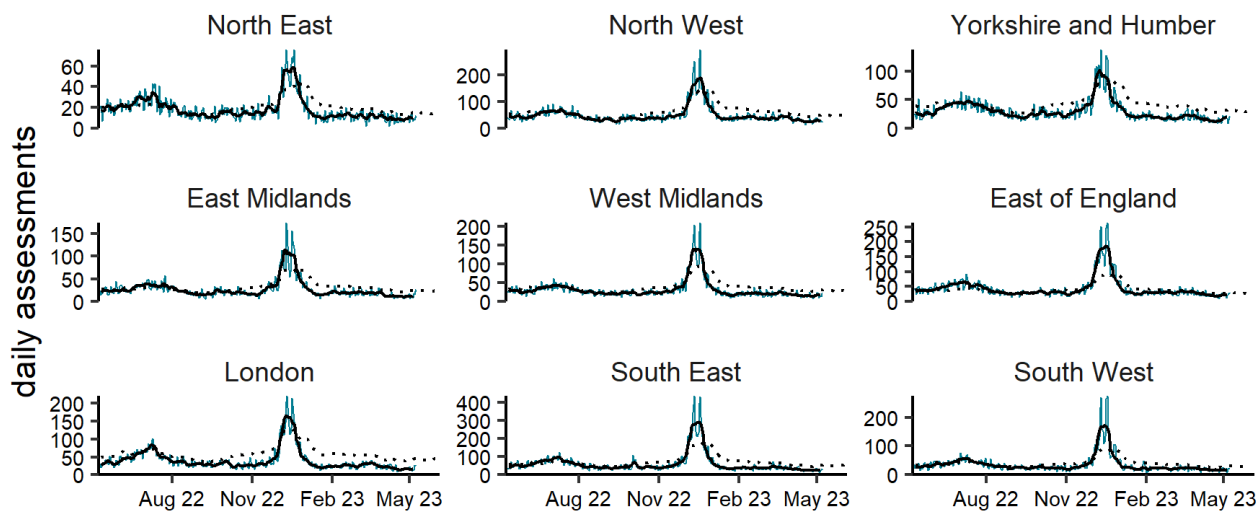 daily assessments
North East
60
40
20
0
North West
200
100
0
Yorkshire and Humber
100
50
0
East Midlands
150
100
50
0
West Midlands
200
150
100
50
0
East of England
250
200
150
100
50
0
London
200
150
100
50
0
Aug 22 Nov 22 Feb 23 May 23
South East
400
300
200
100
0
Aug 22 Nov 22 Feb 23 May 23
South West
200
100
0
Aug 22 Nov 22 Feb 23 May 23